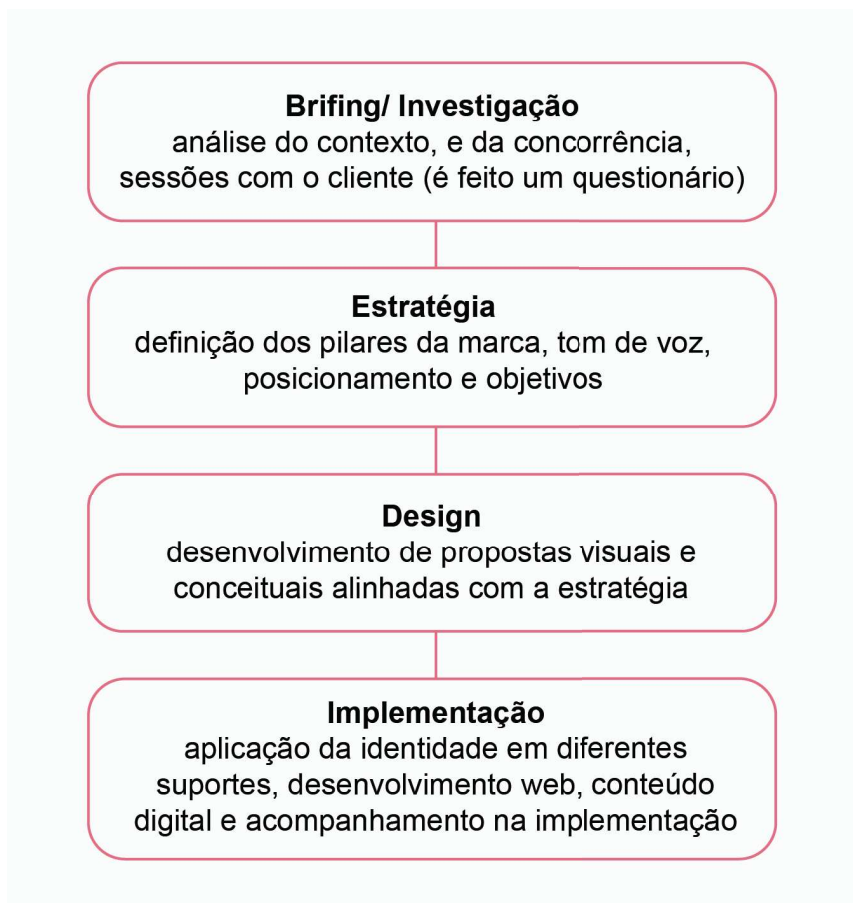 Brifing/ Investigação
análise do contexto, e da concorrência,
sessões com o cliente (é feito um questionário)
Estratégia
definição dos pilares da marca, tom de voz,
posicionamento e objetivos
Design
desenvolvimento de propostas visuais e
conceituais alinhadas com a estratégia
Implementação
aplicação da identidade em diferentes
suportes, desenvolvimento web, conteúdo
digital e acompanhamento na implementação